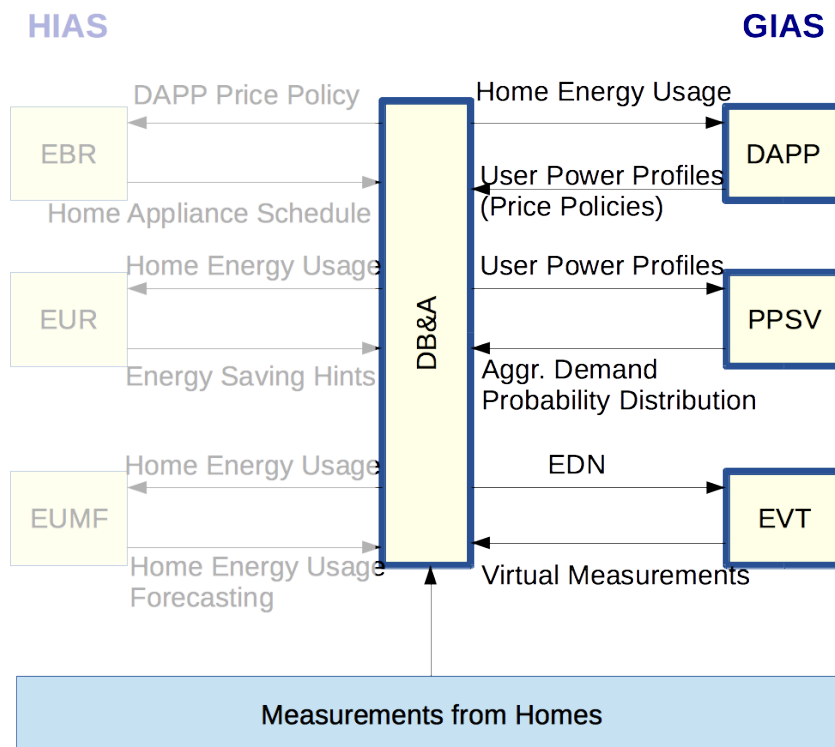 HIAS
GIAS
DAPP Price Policy
Home Energy Usage
EBR
DAPP
User Power Profiles
(Price Policies)
Home Appliance Schedule
Home Energy Usage
User Power Profiles
EUR
DB&A
PPSV
Energy Saving Hints
Aggr. Demand
Probability Distribution
Home Energy Usage
EDN
EUMF
EVT
Home Energy Usage
Forecasting
Virtual Measurements
Measurements from Homes